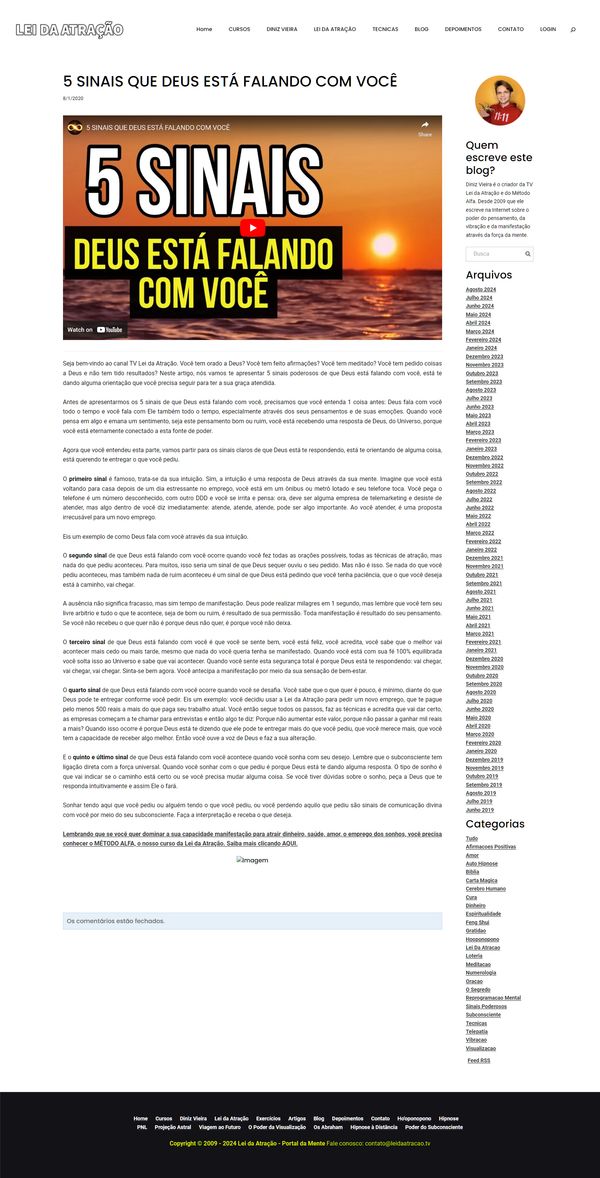 LEI DA ATRAÇÃO
Home CURSOS DINIZ VIEIRA LEI DA ATRAÇÃO TECNICAS BLOG DEPOIMENTOS CONTATO LOGIN
5 SINAIS QUE DEUS ESTÁ FALANDO COM VOCÊ
8/1/2020
5 SINAIS QUE DEUS ESTÁ FALANDO COM VOCÊ
Share
5 SINAIS
DEUS ESTÁ FALANDO
COM VOCÊ
Watch on YouTube
Seja bem-vindo ao canal TV Lei da Atração. Você tem orado a Deus? Você tem feito afirmações? Você tem meditado? Você tem pedido coisas
a Deus e não tem tido resultados? Neste artigo, nós vamos te apresentar 5 sinais poderosos de que Deus está falando com você, está te
dando alguma orientação que você precisa seguir para ter a sua graça atendida.
Antes de apresentarmos os 5 sinais de que Deus está falando com você, precisamos que você entenda 1 coisa antes: Deus fala com você
todo o tempo e você fala com Ele também todo o tempo, especialmente através dos seus pensamentos e de suas emoções. Quando você
pensa em algo e emana um sentimento, seja este pensamento bom ou ruim, você está recebendo uma resposta de Deus, do Universo, porque
você está eternamente conectado a esta fonte de poder.
Agora que você entendeu esta parte, vamos partir para os sinais claros de que Deus está te respondendo, está te orientando de alguma coisa,
está querendo te entregar o que você pediu.
O primeiro sinal é famoso, trata-se da sua intuição. Sim, a intuição é uma resposta de Deus através da sua mente. Imagine que você está
voltando para casa depois de um dia estressante no emprego, você está em um ônibus ou metrô lotado e seu telefone toca. Você pega o
telefone é um número desconhecido, com outro DDD e você se irrita e pensa: ora, deve ser alguma empresa de telemarketing e desiste de
atender, mas algo dentro de você diz imediatamente: atende, atende, atende, pode ser algo importante. Ao você atender, é uma proposta
irrecusável para um novo emprego.
Eis um exemplo de como Deus fala com você através da sua intuição.
O segundo sinal de que Deus está falando com você ocorre quando você fez todas as orações possíveis, todas as técnicas de atração, mas
nada do que pediu aconteceu. Para muitos, isso seria um sinal de que Deus sequer ouviu o seu pedido. Mas não é isso. Se nada do que você
pediu aconteceu, mas também nada de ruim aconteceu é um sinal de que Deus está pedindo que você tenha paciência, que o que você deseja
está à caminho, vai chegar.
A ausência não significa fracasso, mas sim tempo de manifestação. Deus pode realizar milagres em 1 segundo, mas lembre que você tem seu
livre arbítrio e tudo o que te acontece, seja de bom ou ruim, é resultado de sua permissão. Toda manifestação é resultado do seu pensamento.
Se você não recebeu o que quer não é porque deus não quer, é porque você não deixa.
O terceiro sinal de que Deus está falando com você é que você se sente bem, você está feliz, você acredita, você sabe que o melhor vai
acontecer mais cedo ou mais tarde, mesmo que nada do você queria tenha se manifestado. Quando você está com sua fé 100% equilibrada
você solta isso ao Universo e sabe que vai acontecer. Quando você sente esta segurança total é porque Deus está te respondendo: vai chegar,
vai chegar, vai chegar. Sinta-se bem agora. Você antecipa a manifestação por meio da sua sensação de bem-estar.
O quarto sinal de que Deus está falando com você ocorre quando você se desafia. Você sabe que o que quer é pouco, é mínimo, diante do que
Deus pode te entregar conforme você pedir. Eis um exemplo: você decidiu usar a Lei da Atração para pedir um novo emprego, que te pague
pelo menos 500 reais a mais do que paga seu trabalho atual. Você então segue todos os passos, faz as técnicas e acredita que vai dar certo,
as empresas começam a te chamar para entrevistas e então algo te diz: Porque não aumentar este valor, porque não passar a ganhar mil reais
a mais? Quando isso ocorre é porque Deus está te dizendo que ele pode te entregar mais do que você pediu, que você merece mais, que você
tem a capacidade de receber algo melhor. Então você ouve a voz de Deus e faz a sua alteração.
E o quinto e último sinal de que Deus está falando com você acontece quando você sonha com seu desejo. Lembre que o subconsciente tem
ligação direta com a força universal. Quando você sonhar com o que pediu é porque Deus está te dando alguma resposta. O tipo de sonho é
que vai indicar se o caminho está certo ou se você precisa mudar alguma coisa. Se você tiver dúvidas sobre o sonho, peça a Deus que te
responda intuitivamente e assim Ele o fará.
Sonhar tendo aqui que você pediu ou alguém tendo o que você pediu, ou você perdendo aquilo que pediu são sinais de comunicação divina
com você por meio do seu subconsciente. Faça a interpretação e receba o que deseja.
Lembrando que se você quer dominar a sua capacidade manifestação para atrair dinheiro, saúde, amor, o emprego dos sonhos, você precisa
conhecer o MÉTODO ALFA, o nosso curso da Lei da Atração. Saiba mais clicando AQUI.
Imagem
Os comentários estão fechados.
11:11
Quem
escreve este
blog?
Diniz Vieira é o criador da TV
Lei da Atração e do Método
Alfa. Desde 2009 que ele
escreve na Internet sobre o
poder do pensamento, da
vibração e da manifestação
através da força da mente.
Busca
Arquivos
Agosto 2024
Julho 2024
Junho 2024
Maio 2024
Abril 2024
Março 2024
Fevereiro 2024
Janeiro 2024
Dezembro 2023
Novembro 2023
Outubro 2023
Setembro 2023
Agosto 2023
Julho 2023
Junho 2023
Maio 2023
Abril 2023
Março 2023
Fevereiro 2023
Janeiro 2023
Dezembro 2022
Novembro 2022
Outubro 2022
Setembro 2022
Agosto 2022
Julho 2022
Junho 2022
Maio 2022
Abril 2022
Março 2022
Fevereiro 2022
Janeiro 2022
Dezembro 2021
Novembro 2021
Outubro 2021
Setembro 2021
Agosto 2021
Julho 2021
Junho 2021
Maio 2021
Abril 2021
Março 2021
Fevereiro 2021
Janeiro 2021
Dezembro 2020
Novembro 2020
Outubro 2020
Setembro 2020
Agosto 2020
Julho 2020
Junho 2020
Maio 2020
Abril 2020
Março 2020
Fevereiro 2020
Janeiro 2020
Dezembro 2019
Novembro 2019
Outubro 2019
Setembro 2019
Agosto 2019
Julho 2019
Junho 2019
Categorias
Tudo
Afirmacoes Positivas
Amor
Auto Hipnose
Biblia
Carta Magica
Cerebro Humano
Cura
Dinheiro
Espiritualidade
Feng Shui
Gratidao
Hooponopono
Lei Da Atracao
Loteria
Meditacao
Numerologia
Oracao
O Segredo
Reprogramacao Mental
Sinais Poderosos
Subconsciente
Tecnicas
Telepatia
Vibracao
Visualizacao
Feed RSS
Home Cursos Diniz Vieira Lei da Atração Exercícios Artigos Blog Depoimentos Contato Ho'oponopono Hipnose
PNL Projeção Astral Viagem ao Futuro O Poder da Visualização Os Abraham Hipnose à Distância Poder do Subconsciente
Copyright © 2009 - 2024 Lei da Atração - Portal da Mente Fale conosco: contato@leidaatracao.tv